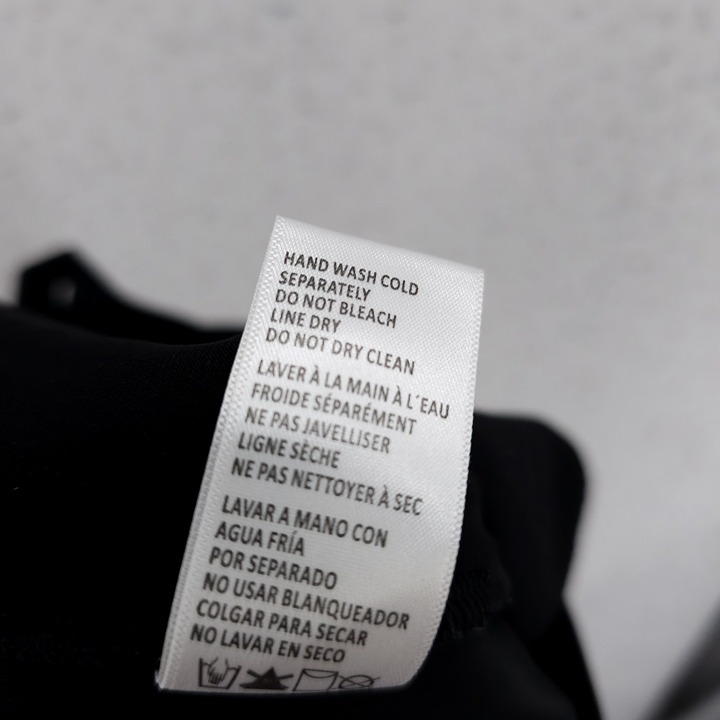 HAND WASH COLD
SEPARATELY
DO NOT BLEACH
LINE DRY
DO NOT DRY CLEAN
LAVER À LA MAIN À L´EAU
FROIDE SÉPARÉMENT
NE PAS JAVELLISER
LIGNE SÈCHE
NE PAS NETTOYER À SEC
LAVAR A MANO CON
AGUA FRÍA
POR SEPARADO
NO USAR BLANQUEADOR
COLGAR PARA SECAR
NO LAVAR EN SECO